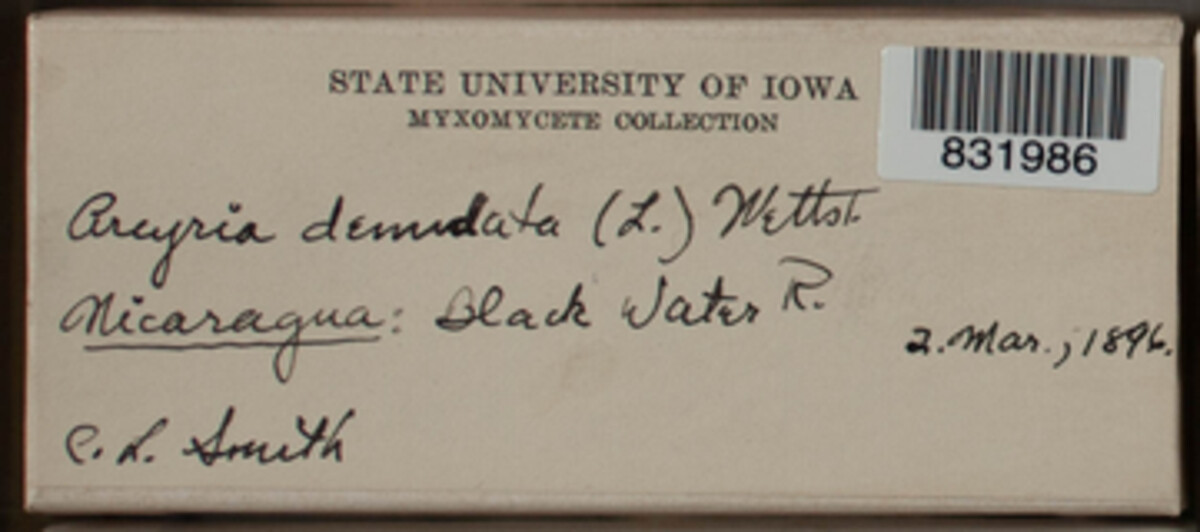 STATE UNIVERSITY OF IOWA
MYXOMYCETE COLLECTION
831986
Arcyria denudata (L.) Wettst.
Nicaragua: Black Water R.
2. Mar., 1896.
C. L. Smith